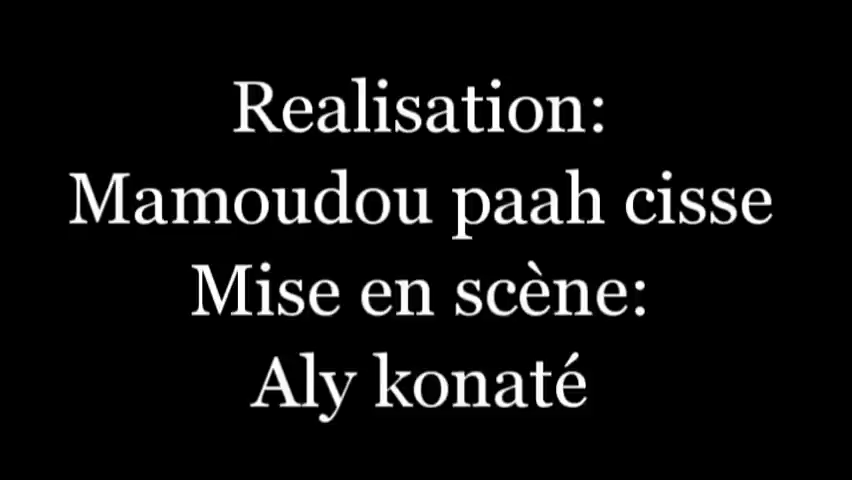 Realisation:
Mamoudou paah cisse
Mise en scène:
Aly konaté